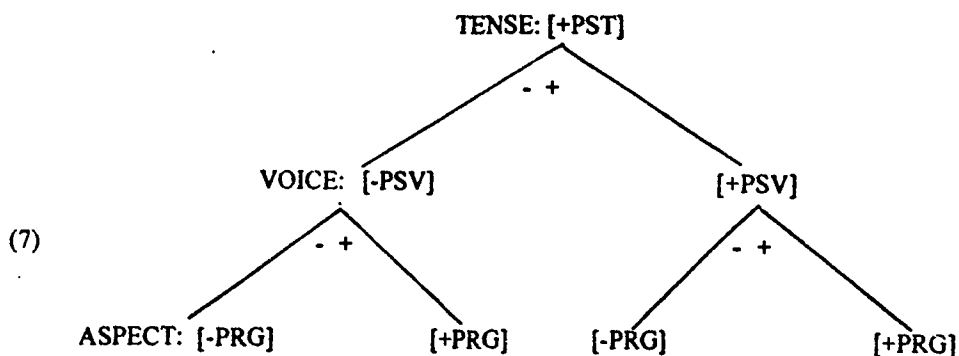 TENSE: [+PST]
- +
VOICE: [-PSV] [+PSV]
(7)
- + - +
ASPECT: [-PRG] [+PRG] [-PRG] [+PRG]